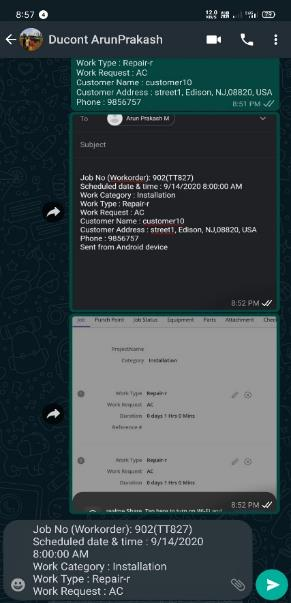 8:57
12.0 KB/S
72
Ducont ArunPrakash
Work Type : Repair-r
Work Request : AC
Customer Name : customer10
Customer Address : street1, Edison, NJ,08820, USA
Phone : 9856757
8:51 PM
To Arun Prakash M
Subject
Job No (Workorder): 902(TT827)
Scheduled date & time : 9/14/2020 8:00:00 AM
Work Category : Installation
Work Type : Repair-r
Work Request : AC
Customer Name : customer10
Customer Address : street1, Edison, NJ,08820, USA
Phone : 9856757
Sent from Android device
8:52 PM
Job Punch Point Job Status Equipment Parts Attachment Chec
ProjectName
Category Installation
Work Type Repair-r
Work Request AC
Duration 0 days 1 Hrs 0 Mins
Reference #
Work Type Repair-r
Work Request AC
Duration 0 days 1 Hrs 0 Mins
realme Share. Tap here to turn on Wi-Fi and
8:52 PM
Job No (Workorder): 902(TT827)
Scheduled date & time : 9/14/2020
8:00:00 AM
Work Category : Installation
Work Type : Repair-r
Work Request : AC